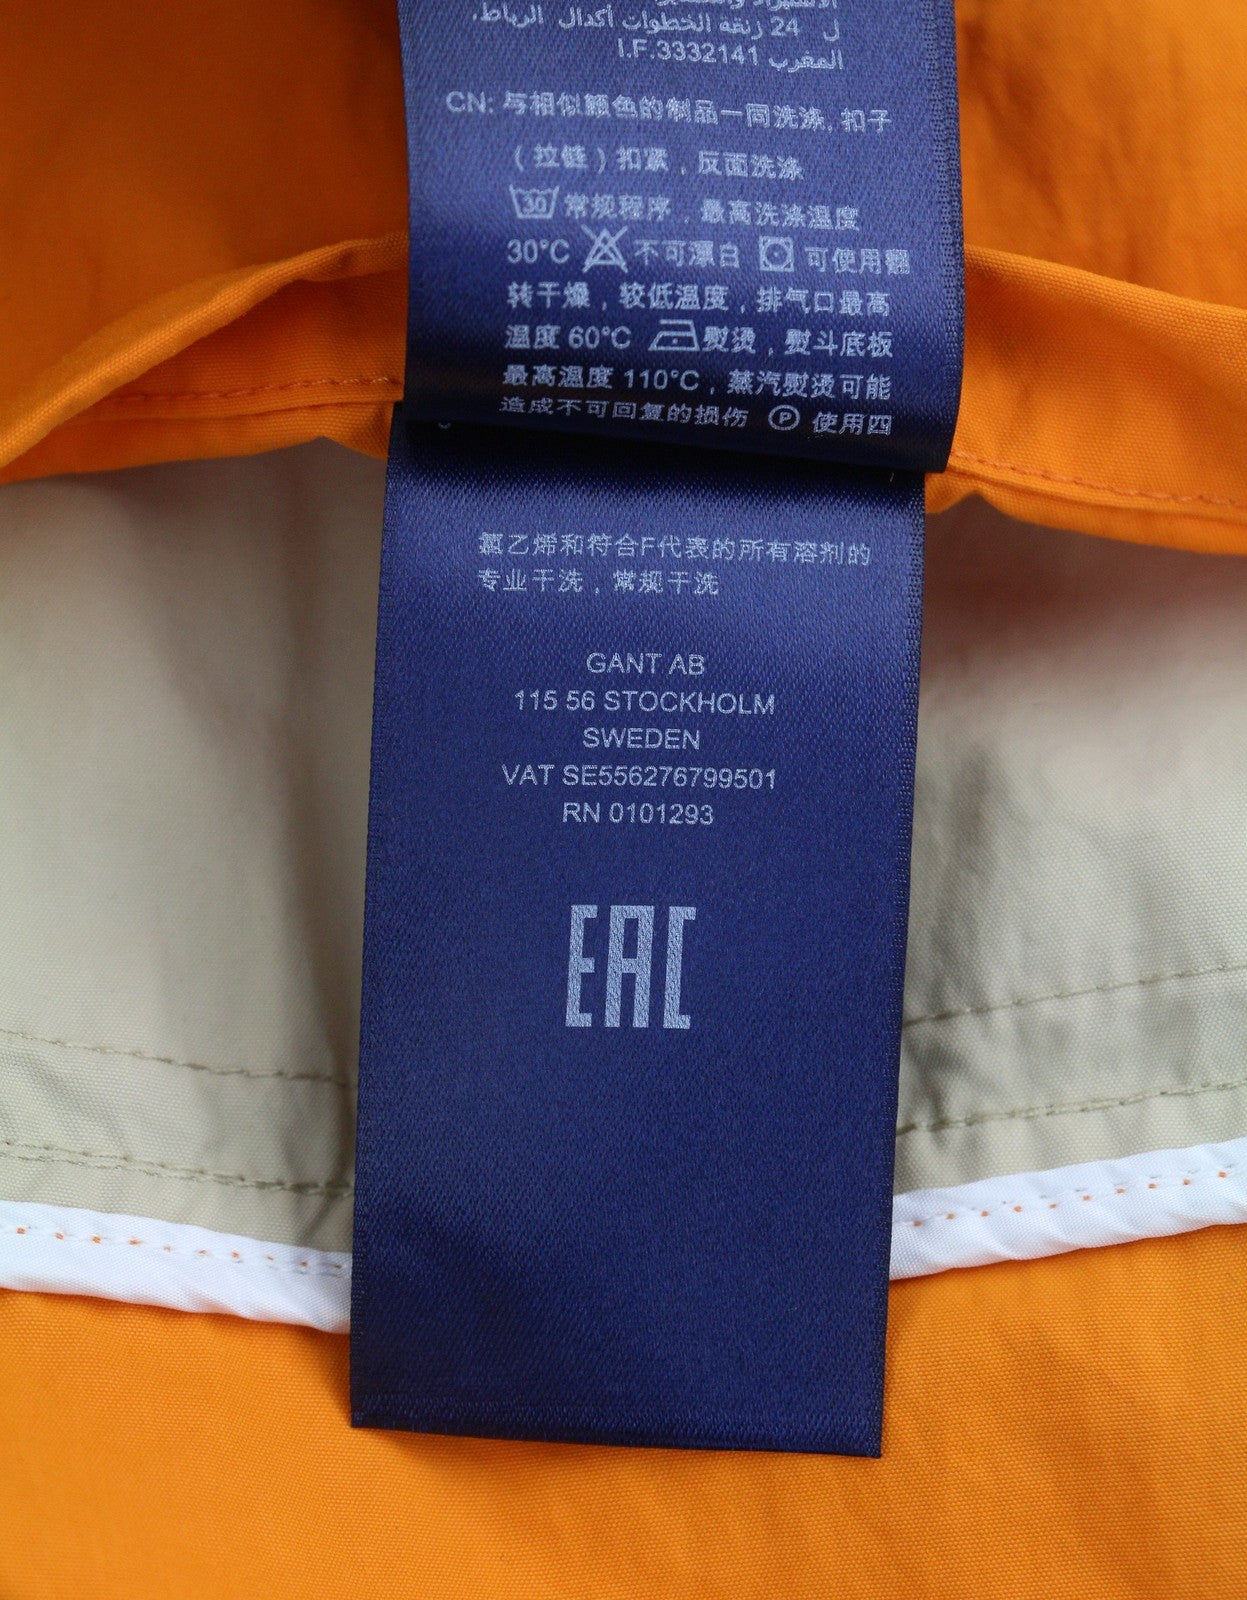 ل 24 زنقة الخطوات أكدال الرباط،
المغرب I.F.3332141
CN: 与相似颜色的制品一同洗涤, 扣子
（拉链）扣紧，反面洗涤
30 常规程序，最高洗涤温度
30°C 不可漂白 可使用翻
转干燥，较低温度，排气口最高
温度 60°C 熨烫，熨斗底板
最高温度 110°C，蒸汽熨烫可能
造成不可回复的损伤 P 使用四
氯乙烯和符合F代表的所有溶剂的
专业干洗，常规干洗
GANT AB
115 56 STOCKHOLM
SWEDEN
VAT SE556276799501
RN 0101293
EAC